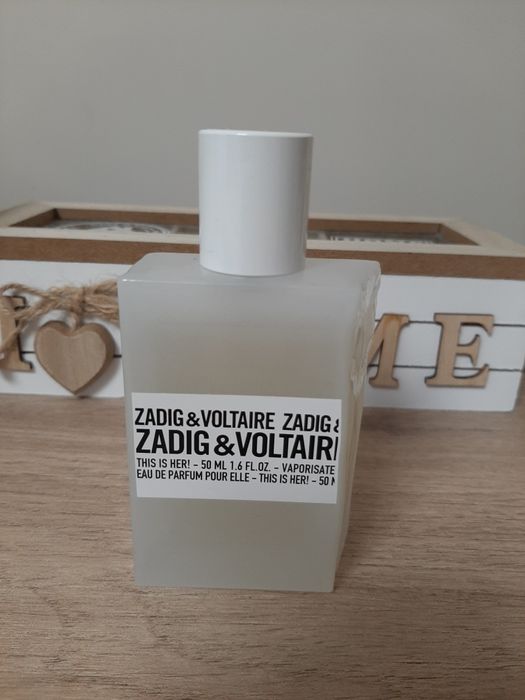 H ME
ZADIG & VOLTAIRE ZADIG &
ZADIG & VOLTAIR
THIS IS HER! – 50 ML 1.6 FL.OZ. – VAPORISATE
EAU DE PARFUM POUR ELLE – THIS IS HER! – 50 M